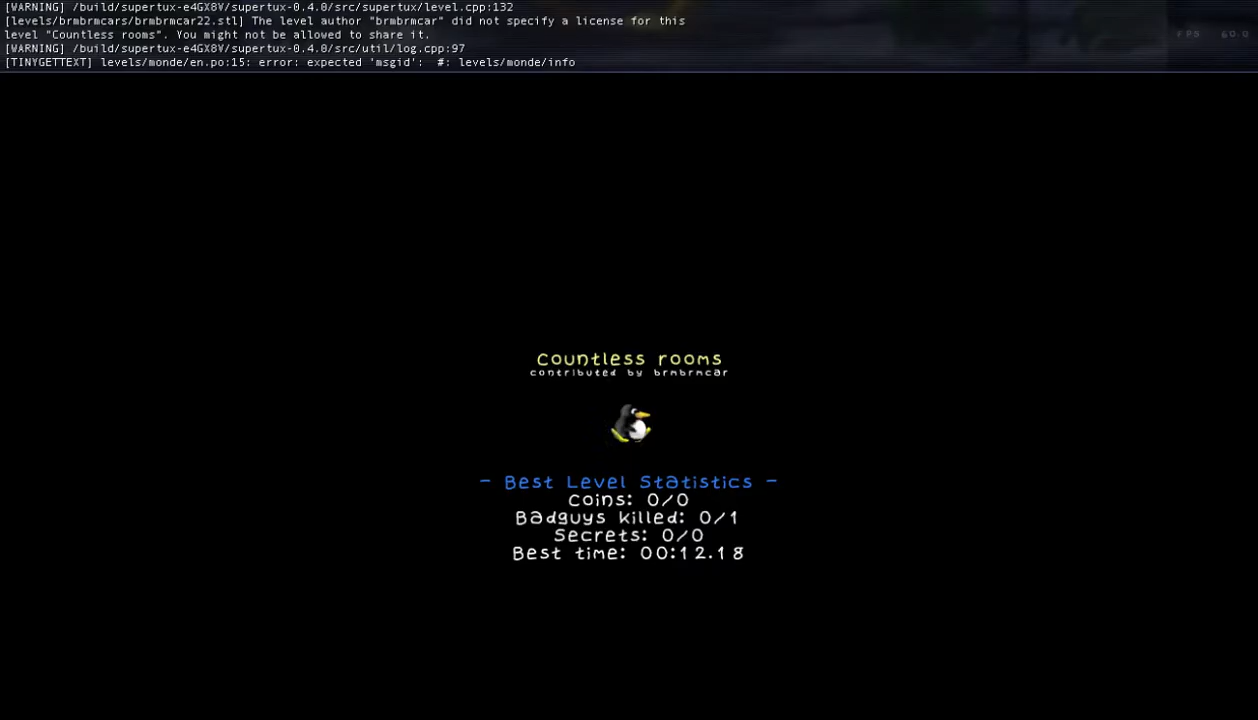 [WARNING] /build/supertux-e4GX8V/supertux-0.4.0/src/supertux/level.cpp:132
[levels/brmbrmcars/brmbrmcar22.stl] The level author "brmbrmcar" did not specify a license for this
level "Countless rooms". You might not be allowed to share it.
[WARNING] /build/supertux-e4GX8V/supertux-0.4.0/src/util/log.cpp:97
[TINYGETTEXT] levels/monde/en.po:15: error: expected 'msgid':  #: levels/monde/info
FPS 60.0
Countless rooms
contributed by brmbrmcar
- Best Level Statistics -
Coins: 0/0
Badguys killed: 0/1
Secrets: 0/0
Best time: 00:12.18